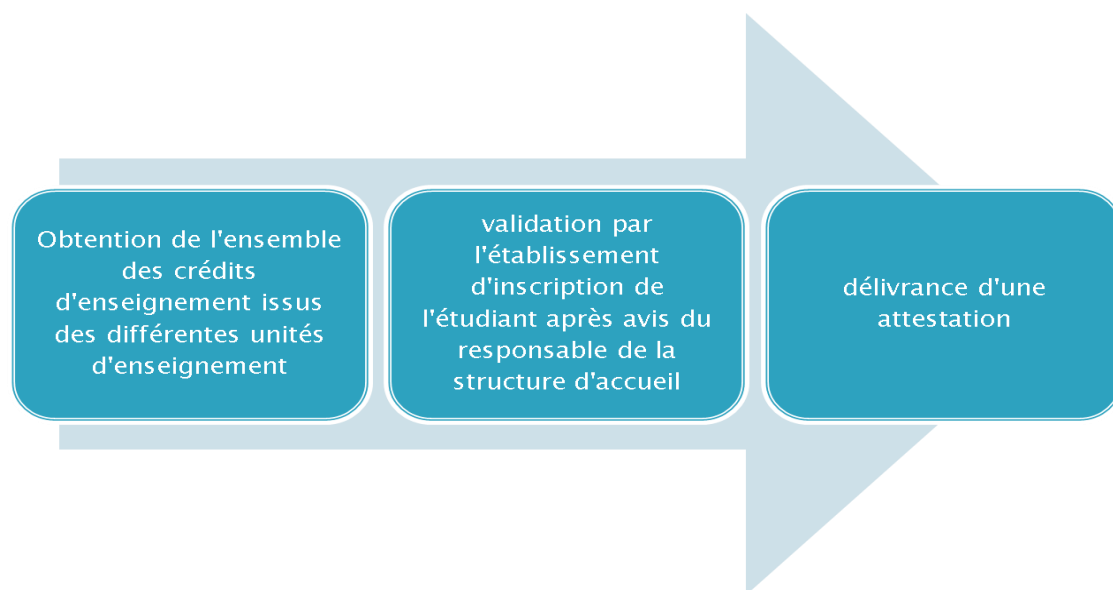 Obtention de l'ensemble
des crédits
d'enseignement issus
des différentes unités
d'enseignement
validation par
l'établissement
d'inscription de
l'étudiant après avis du
responsable de la
structure d'accueil
délivrance d'une
attestation